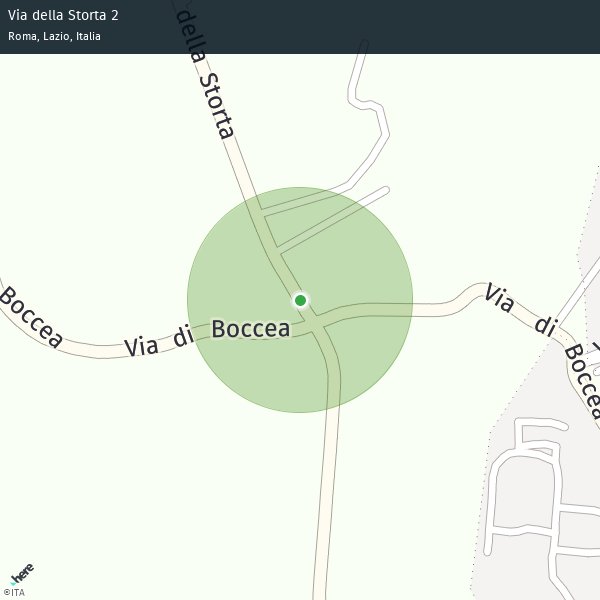 Via della Storta 2
Roma, Lazio, Italia
della Storta
Boccea
Via di Boccea
Via di Boccea
here
©ITA